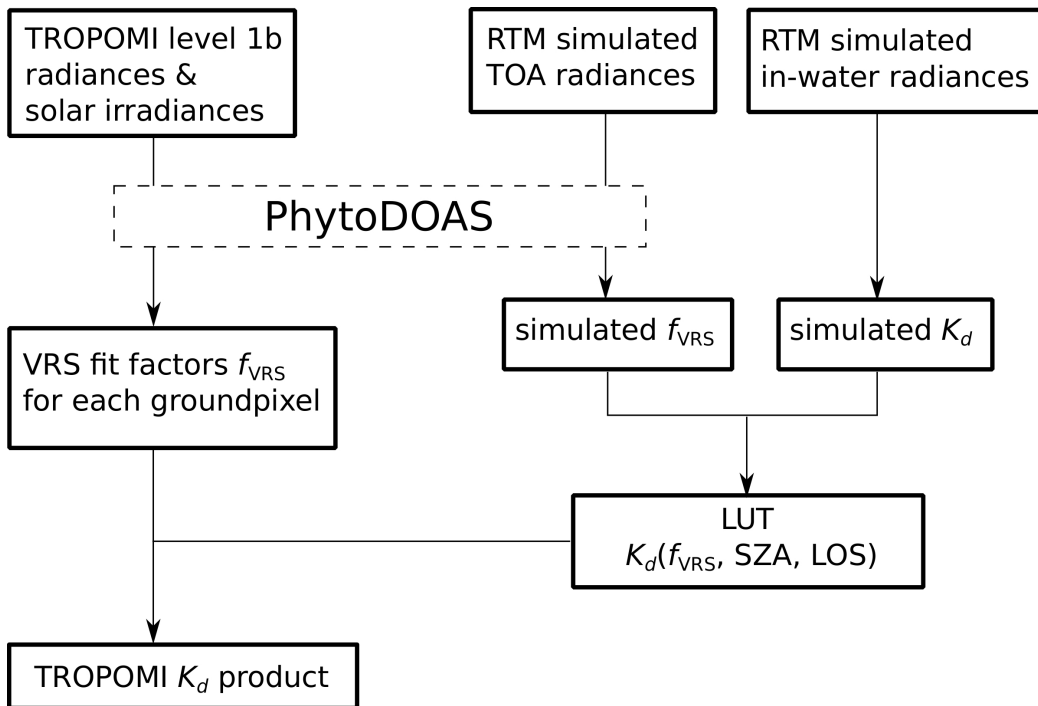 TROPOMI level 1b
radiances &
solar irradiances
RTM simulated
TOA radiances
RTM simulated
in-water radiances
PhytoDOAS
simulated fVRS
simulated Kd
VRS fit factors fVRS
for each groundpixel
LUT
Kd(fVRS, SZA, LOS)
TROPOMI Kd product